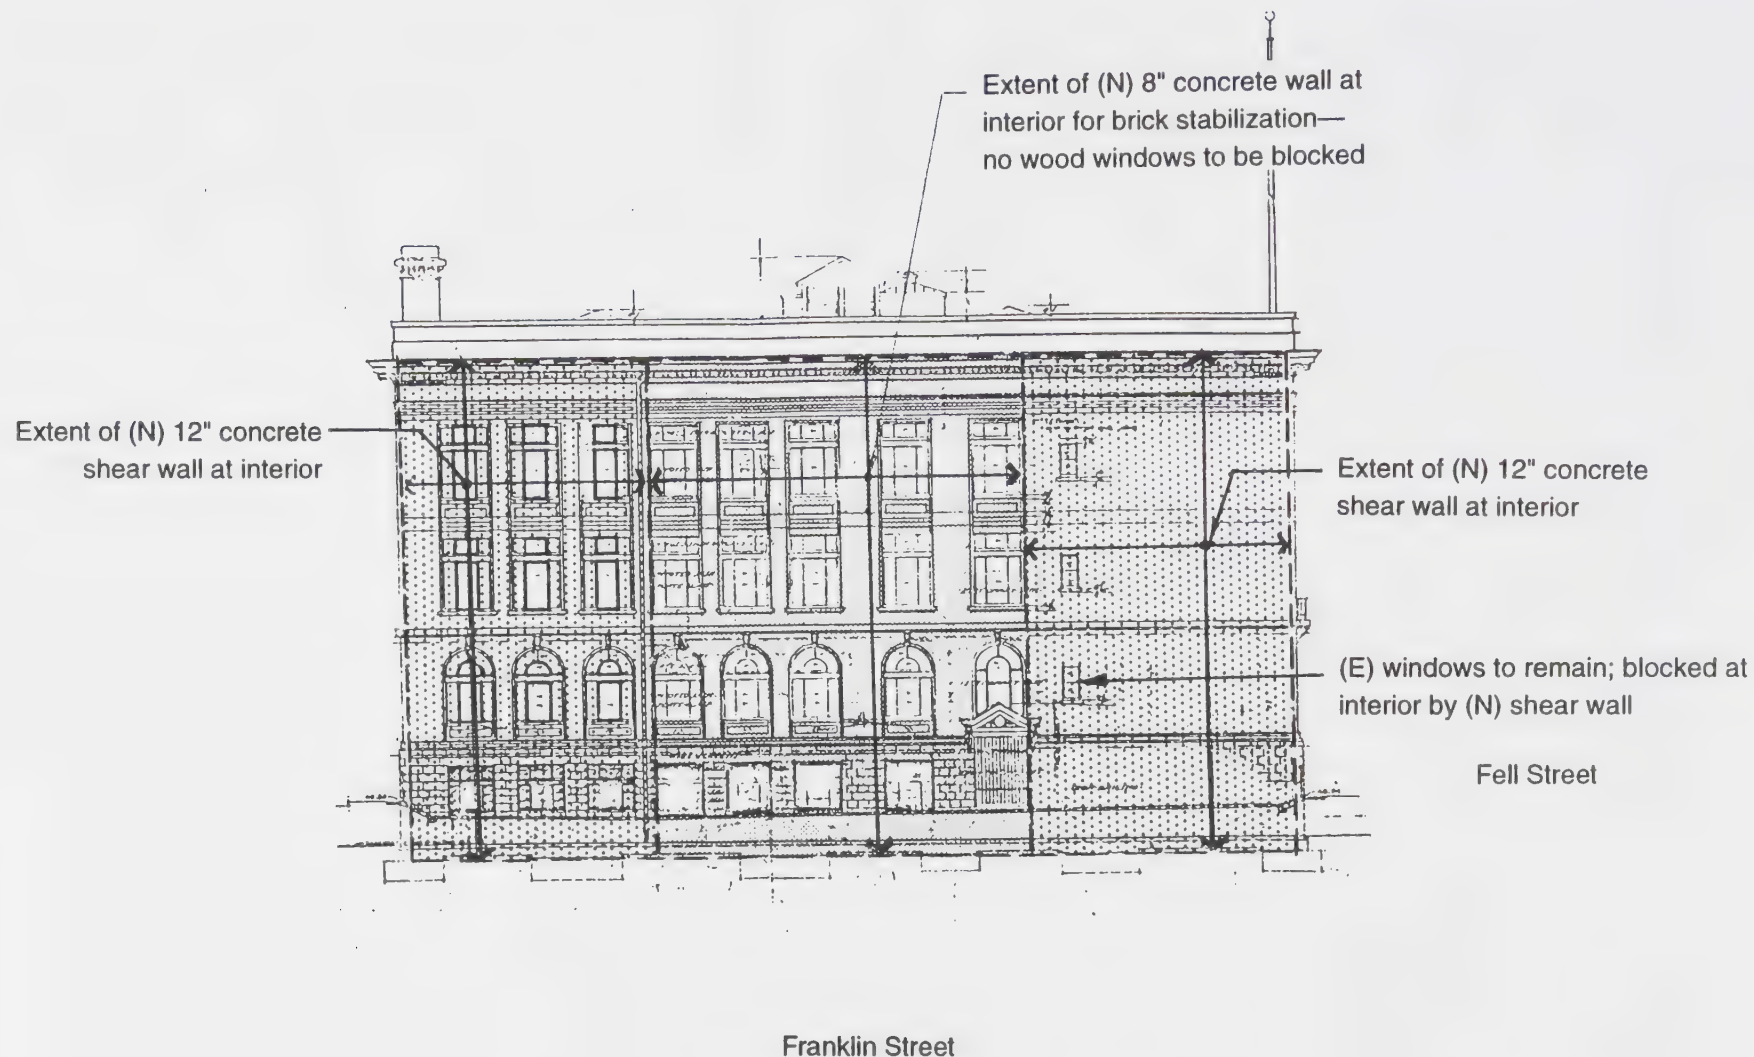 Extent of (N) 8" concrete wall at
interior for brick stabilization—
no wood windows to be blocked
Extent of (N) 12" concrete
shear wall at interior
Extent of (N) 12" concrete
shear wall at interior
(E) windows to remain; blocked at
interior by (N) shear wall
Fell Street
Franklin Street